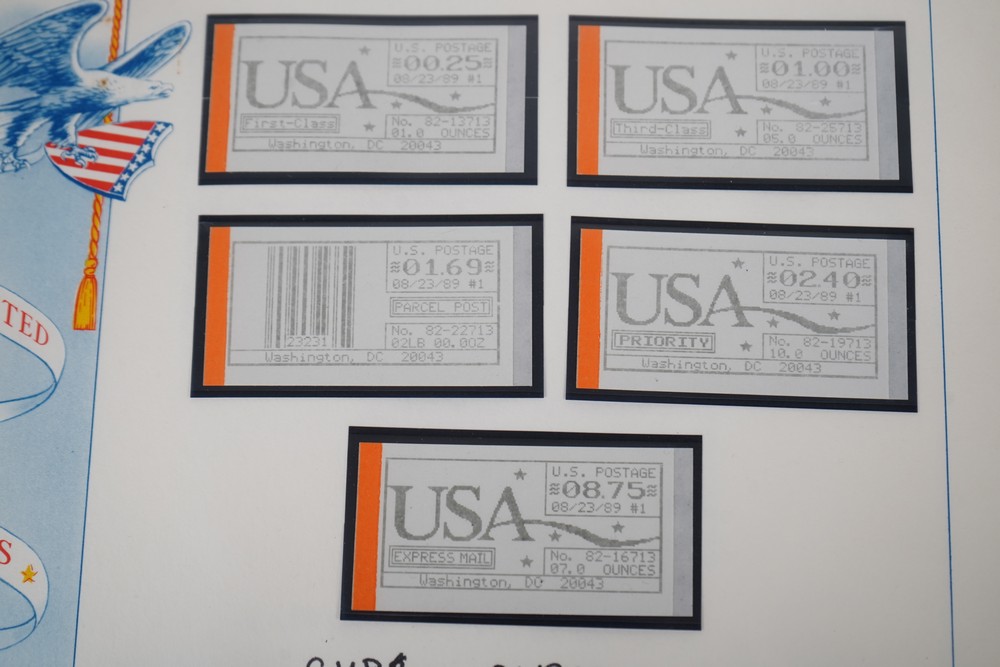 U.S. POSTAGE
USA
≋00.25≋
08/23/89 #1
First-Class
No. 82-13713
01.0 OUNCES
Washington, DC 20043
U.S. POSTAGE
USA
≋01.00≋
08/23/89 #1
Third-Class
No. 82-25713
05.0 OUNCES
Washington, DC 20043
U.S. POSTAGE
≋01.69≋
08/23/89 #1
PARCEL POST
No. 82-22713
23231
02LB 00.0OZ
Washington, DC 20043
U.S. POSTAGE
USA
≋02.40≋
08/23/89 #1
PRIORITY
No. 82-19713
10.0 OUNCES
Washington, DC 20043
TED
U.S. POSTAGE
USA
≋08.75≋
08/23/89 #1
EXPRESS MAIL
No. 82-16713
07.0 OUNCES
Washington, DC 20043
S